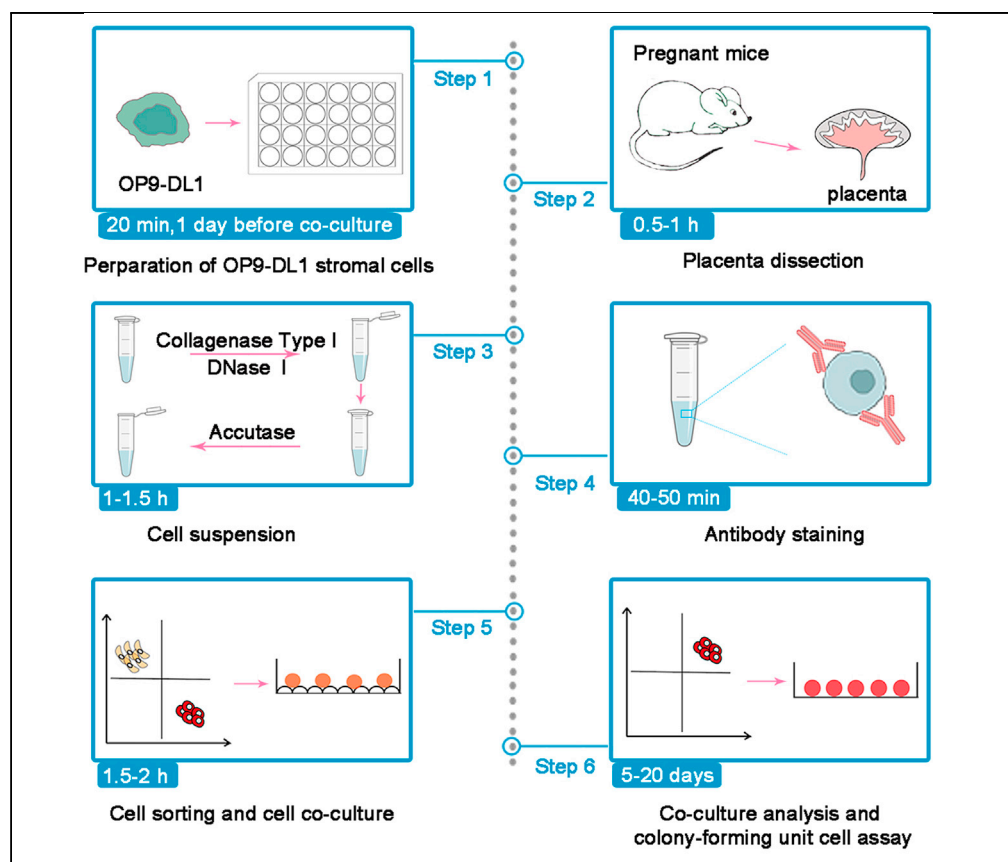 Step 1
OP9-DL1
20 min,1 day before co-culture
Perparation of OP9-DL1 stromal cells
Step 2
Pregnant mice
placenta
0.5-1 h
Placenta dissection
Step 3
Collagenase Type I
DNase I
Accutase
1-1.5 h
Cell suspension
Step 4
40-50 min
Antibody staining
Step 5
1.5-2 h
Cell sorting and cell co-culture
Step 6
5-20 days
Co-culture analysis and
colony-forming unit cell assay